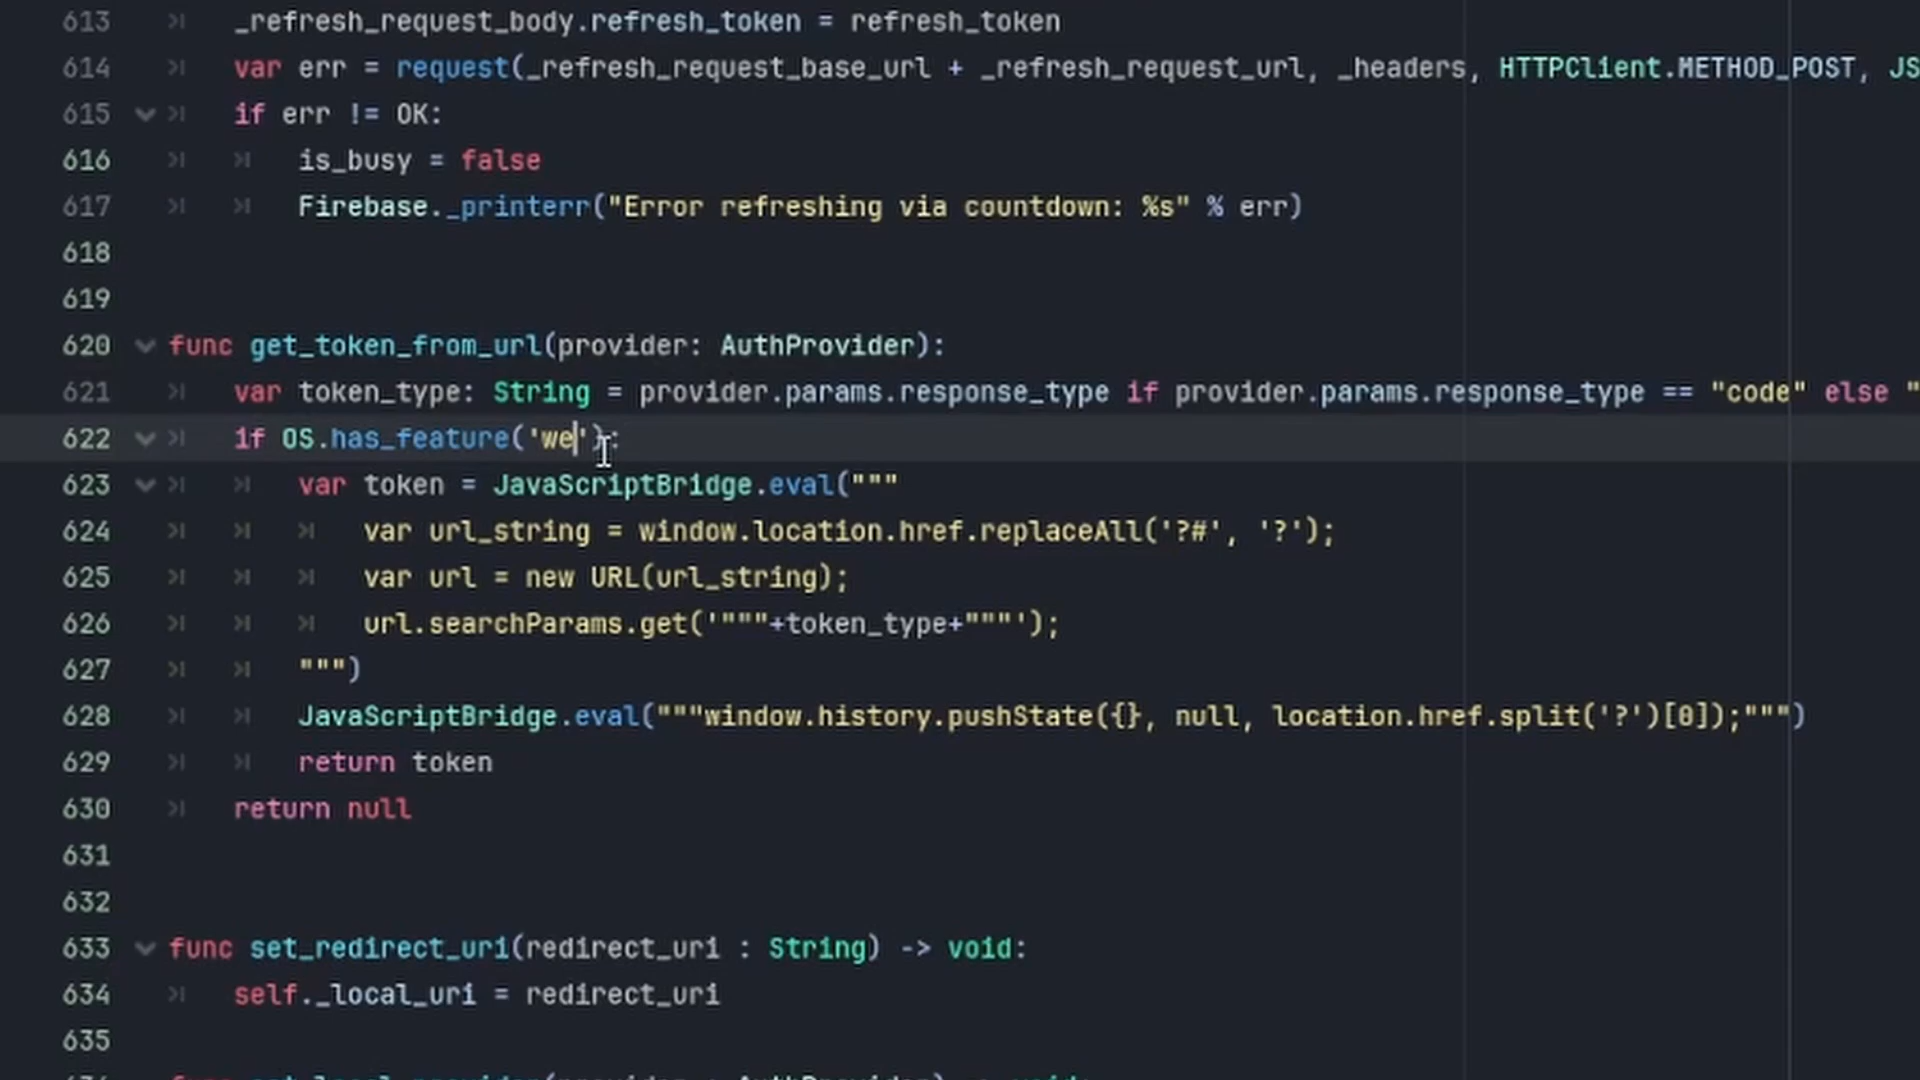 613 _refresh_request_body.refresh_token = refresh_token
614 var err = request(_refresh_request_base_url + _refresh_request_url, _headers, HTTPClient.METHOD_POST, JS
615 if err != OK:
616 is_busy = false
617 Firebase._printerr("Error refreshing via countdown: %s" % err)
618
619
620 func get_token_from_url(provider: AuthProvider):
621 var token_type: String = provider.params.response_type if provider.params.response_type == "code" else "
622 if OS.has_feature('we'):
623 var token = JavaScriptBridge.eval("""
624 var url_string = window.location.href.replaceAll('?#', '?');
625 var url = new URL(url_string);
626 url.searchParams.get('"""+token_type+"""');
627 """)
628 JavaScriptBridge.eval("""window.history.pushState({}, null, location.href.split('?')[0]);""")
629 return token
630 return null
631
632
633 func set_redirect_uri(redirect_uri : String) -> void:
634 self._local_uri = redirect_uri
635